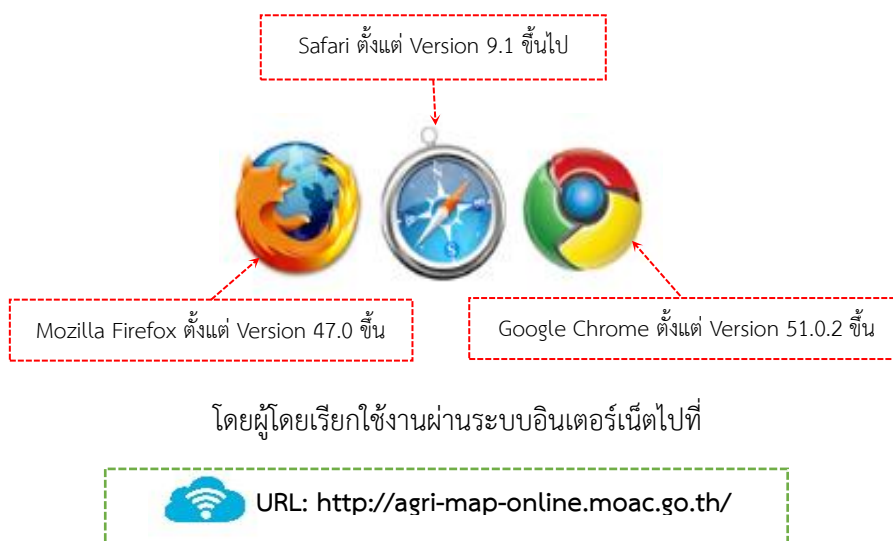 Safari ตั้งแต่ Version 9.1 ขึ้นไป
Mozilla Firefox ตั้งแต่ Version 47.0 ขึ้น
Google Chrome ตั้งแต่ Version 51.0.2 ขึ้น
โดยผู้โดยเรียกใช้งานผ่านระบบอินเตอร์เน็ตไปที่
URL: http://agri-map-online.moac.go.th/